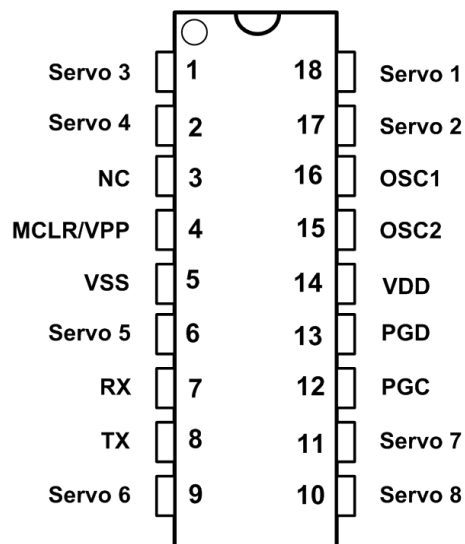 Servo 3 1 18 Servo 1
Servo 4 2 17 Servo 2
NC 3 16 OSC1
MCLR/VPP 4 15 OSC2
VSS 5 14 VDD
Servo 5 6 13 PGD
RX 7 12 PGC
TX 8 11 Servo 7
Servo 6 9 10 Servo 8